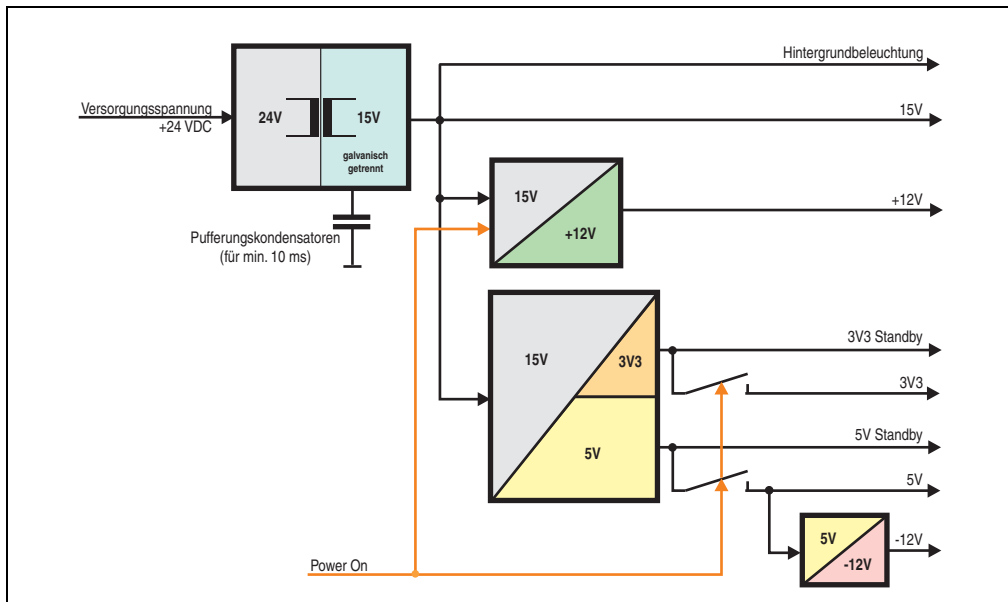 Hintergrundbeleuchtung
Versorgungsspannung
+24 VDC
24V
15V
galvanisch
getrennt
15V
Pufferungskondensatoren
(für min. 10 ms)
15V
+12V
+12V
15V
3V3
5V
3V3 Standby
3V3
5V Standby
5V
5V
-12V
-12V
Power On